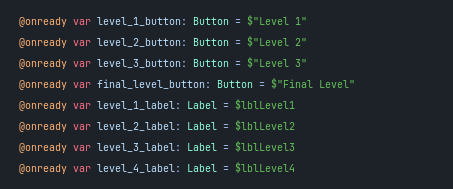 @onready var level_1_button: Button = $"Level 1"
@onready var level_2_button: Button = $"Level 2"
@onready var level_3_button: Button = $"Level 3"
@onready var final_level_button: Button = $"Final Level"
@onready var level_1_label: Label = $lblLevel1
@onready var level_2_label: Label = $lblLevel2
@onready var level_3_label: Label = $lblLevel3
@onready var level_4_label: Label = $lblLevel4